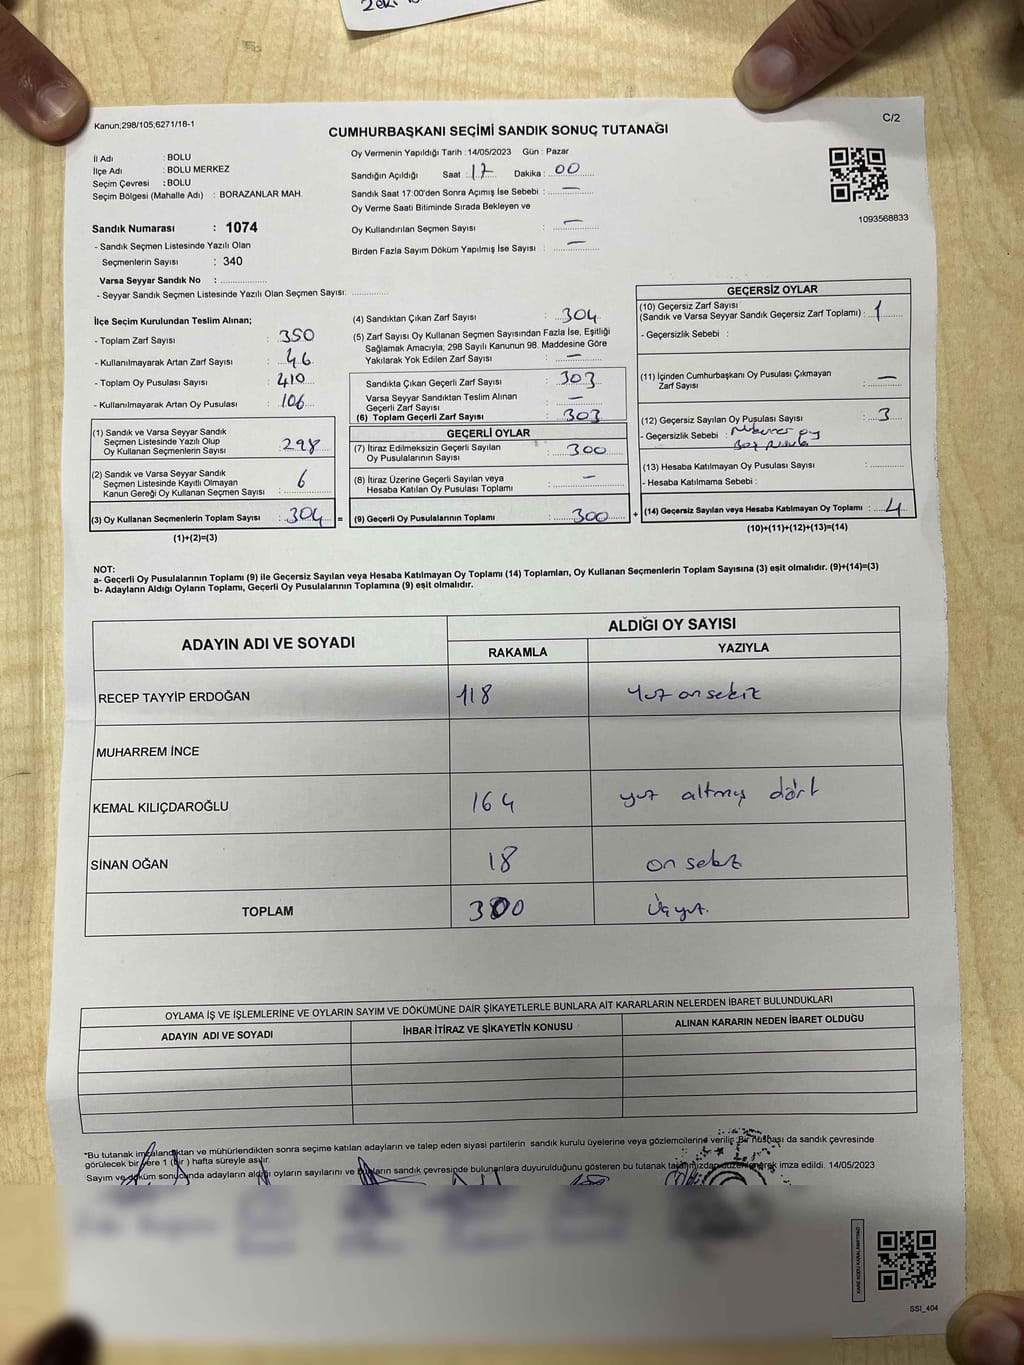 Kanun;298/105;6271/18-1
C/2
CUMHURBAŞKANI SEÇİMİ SANDIK SONUÇ TUTANAĞI
İl Adı : BOLU
İlçe Adı : BOLU MERKEZ
Seçim Çevresi : BOLU
Seçim Bölgesi (Mahalle Adı) : BORAZANLAR MAH.
Oy Vermenin Yapıldığı Tarih : 14/05/2023 Gün : Pazar
Sandığın Açıldığı Saat : 17 Dakika : 00
Sandık Saat 17:00'den Sonra Açımış İse Sebebi : —
Oy Verme Saati Bitiminde Sırada Bekleyen ve
Oy Kullandırılan Seçmen Sayısı : —
Birden Fazla Sayım Döküm Yapılmış İse Sayısı : —
1093568833
Sandık Numarası : 1074
- Sandık Seçmen Listesinde Yazılı Olan
Seçmenlerin Sayısı : 340
Varsa Seyyar Sandık No : ....................
- Seyyar Sandık Seçmen Listesinde Yazılı Olan Seçmen Sayısı: ..............
İlçe Seçim Kurulundan Teslim Alınan;
- Toplam Zarf Sayısı : 350
- Kullanılmayarak Artan Zarf Sayısı : 46
- Toplam Oy Pusulası Sayısı : 410
- Kullanılmayarak Artan Oy Pusulası : 106
(1) Sandık ve Varsa Seyyar Sandık
Seçmen Listesinde Yazılı Olup
Oy Kullanan Seçmenlerin Sayısı : 298
(2) Sandık ve Varsa Seyyar Sandık
Seçmen Listesinde Kayıtlı Olmayan
Kanun Gereği Oy Kullanan Seçmen Sayısı : 6
(3) Oy Kullanan Seçmenlerin Toplam Sayısı : 304 =
(1)+(2)=(3)
(4) Sandıktan Çıkan Zarf Sayısı : 304
(5) Zarf Sayısı Oy Kullanan Seçmen Sayısından Fazla İse, Eşitliği
Sağlamak Amacıyla; 298 Sayılı Kanunun 98. Maddesine Göre
Yakılarak Yok Edilen Zarf Sayısı : —
Sandıkta Çıkan Geçerli Zarf Sayısı : 303
Varsa Seyyar Sandıktan Teslim Alınan
Geçerli Zarf Sayısı : —
(6) Toplam Geçerli Zarf Sayısı : 303
GEÇERLİ OYLAR
(7) İtiraz Edilmeksizin Geçerli Sayılan
Oy Pusulalarının Sayısı : 300
(8) İtiraz Üzerine Geçerli Sayılan veya
Hesaba Katılan Oy Pusulası Toplamı : —
(9) Geçerli Oy Pusulalarının Toplamı : 300 +
GEÇERSİZ OYLAR
(10) Geçersiz Zarf Sayısı
(Sandık ve Varsa Seyyar Sandık Geçersiz Zarf Toplamı) : 1
- Geçersizlik Sebebi :
(11) İçinden Cumhurbaşkanı Oy Pusulası Çıkmayan
Zarf Sayısı : —
(12) Geçersiz Sayılan Oy Pusulası Sayısı : 3
- Geçersizlik Sebebi : oy
(13) Hesaba Katılmayan Oy Pusulası Sayısı : ............
- Hesaba Katılmama Sebebi :
(14) Geçersiz Sayılan veya Hesaba Katılmayan Oy Toplamı : 4
(10)+(11)+(12)+(13)=(14)
NOT:
a- Geçerli Oy Pusulalarının Toplamı (9) ile Geçersiz Sayılan veya Hesaba Katılmayan Oy Toplamı (14) Toplamları, Oy Kullanan Seçmenlerin Toplam Sayısına (3) eşit olmalıdır. (9)+(14)=(3)
b- Adayların Aldığı Oyların Toplamı, Geçerli Oy Pusulalarının Toplamına (9) eşit olmalıdır.
ADAYIN ADI VE SOYADI
ALDIĞI OY SAYISI
RAKAMLA YAZIYLA
RECEP TAYYİP ERDOĞAN 118 yüz on sekiz
MUHARREM İNCE
KEMAL KILIÇDAROĞLU 164 yüz altmış dört
SİNAN OĞAN 18 on sekiz
TOPLAM 300 Üçyüz.
OYLAMA İŞ VE İŞLEMLERİNE VE OYLARIN SAYIM VE DÖKÜMÜNE DAİR ŞİKAYETLERLE BUNLARA AİT KARARLARIN NELERDEN İBARET BULUNDUKLARI
ADAYIN ADI VE SOYADI İHBAR İTİRAZ VE ŞİKAYETİN KONUSU ALINAN KARARIN NEDEN İBARET OLDUĞU
*Bu tutanak imzalandıktan ve mühürlendikten sonra seçime katılan adayların ve talep eden siyasi partilerin sandık kurulu üyelerine veya gözlemcilerine verilir. Bir nüshası da sandık çevresinde
görülecek bir yere 1 (bir) hafta süreyle asılır.
Sayım ve döküm sonucunda adayların aldığı oyların sayılarını ve bunların sandık çevresinde bulunanlara duyurulduğunu gösteren bu tutanak tarafımızdan düzenlenerek imza edildi. 14/05/2023
SSI_404